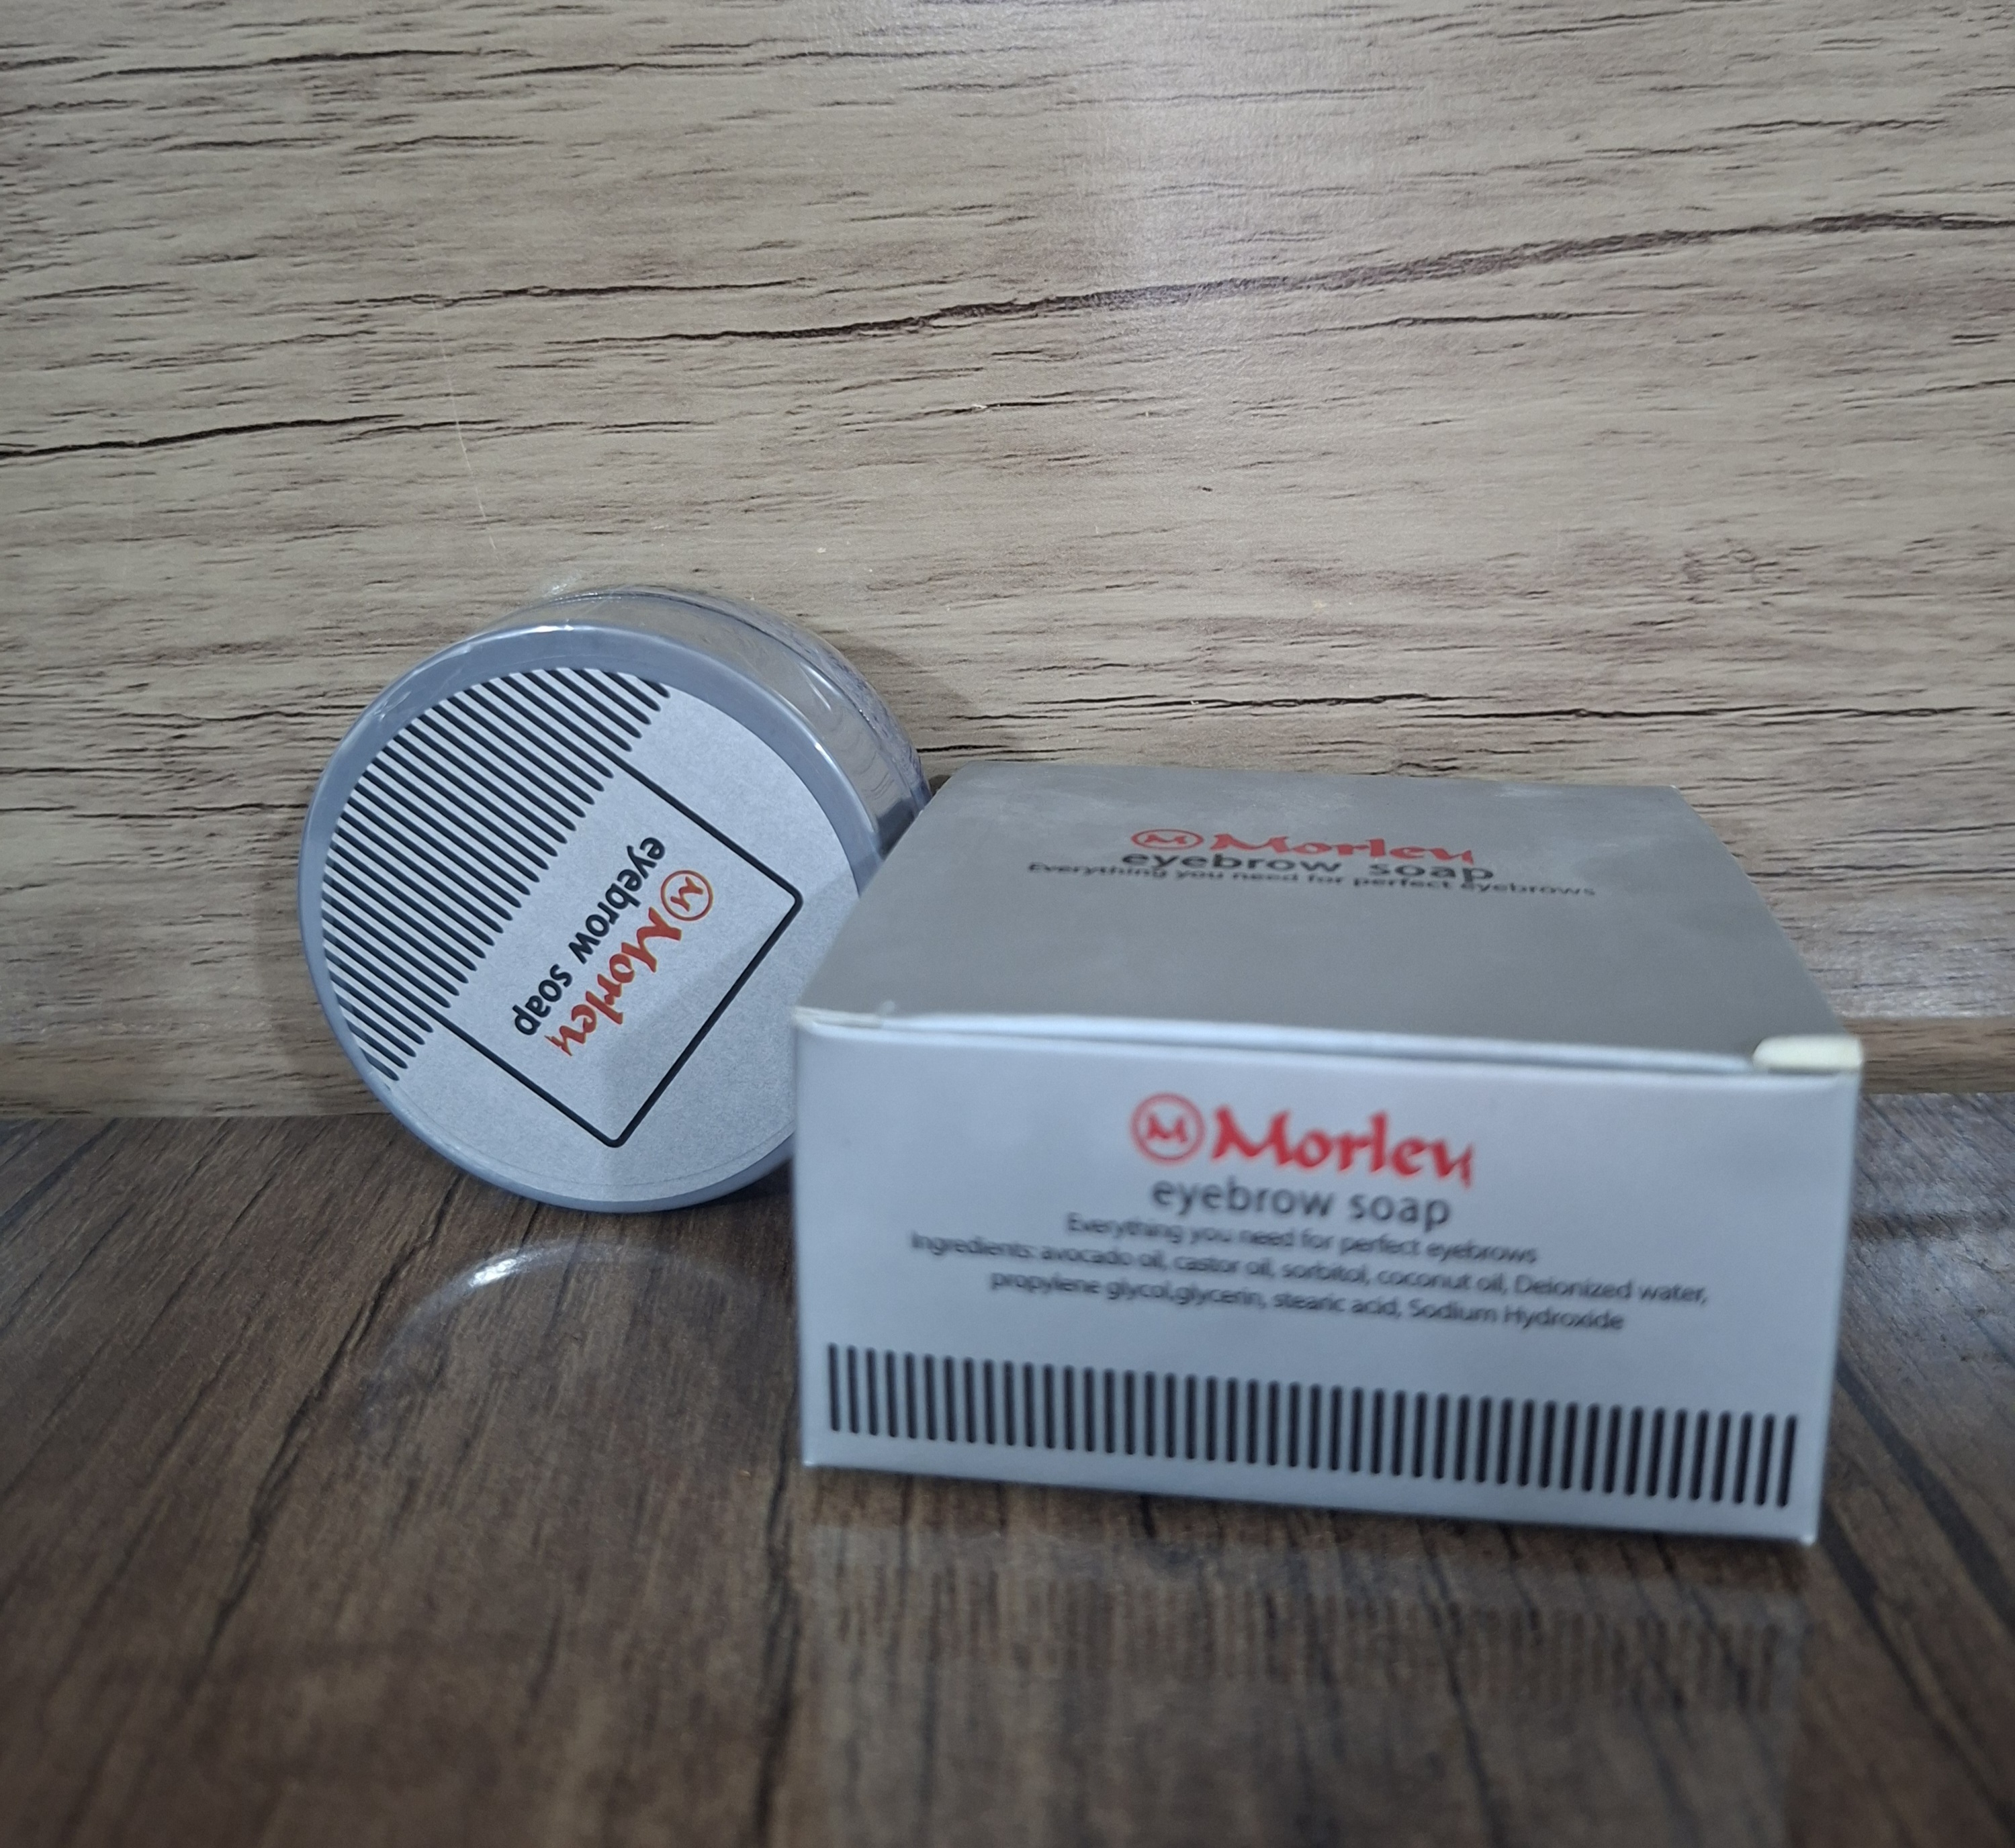 M Morley
eyebrow soap
M Morley
eyebrow soap
Everything you need for perfect eyebrows
M Morley
eyebrow soap
Everything you need for perfect eyebrows
Ingredients: avocado oil, castor oil, sorbitol, coconut oil, Deionized water,
propylene glycol,glycerin, stearic acid, Sodium Hydroxide